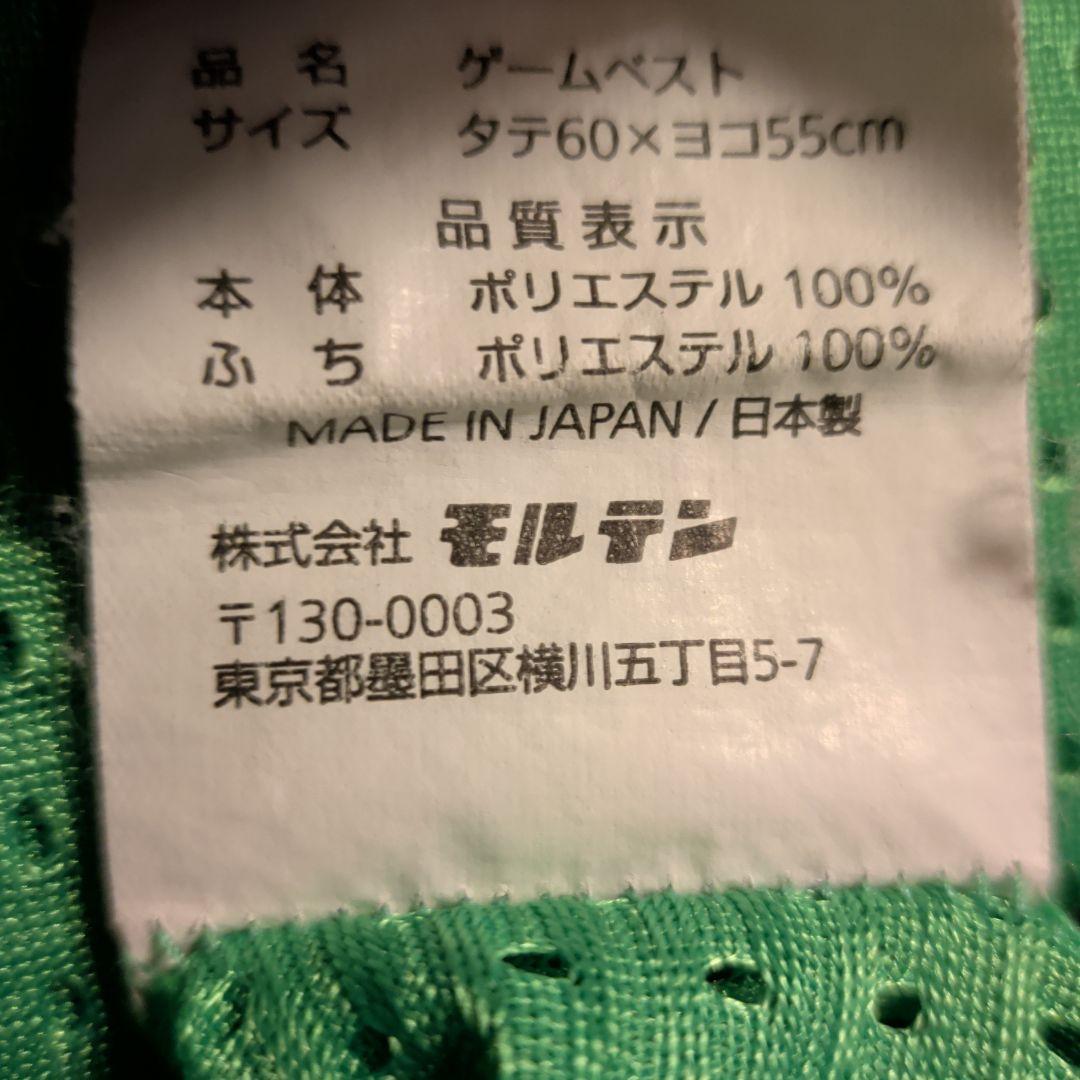 品 名 ゲームベスト
サイズ タテ60×ヨコ55cm
品質表示
本 体 ポリエステル 100%
ふ ち ポリエステル 100%
MADE IN JAPAN / 日本製
株式会社 モルテン
〒130-0003
東京都墨田区横川五丁目5-7